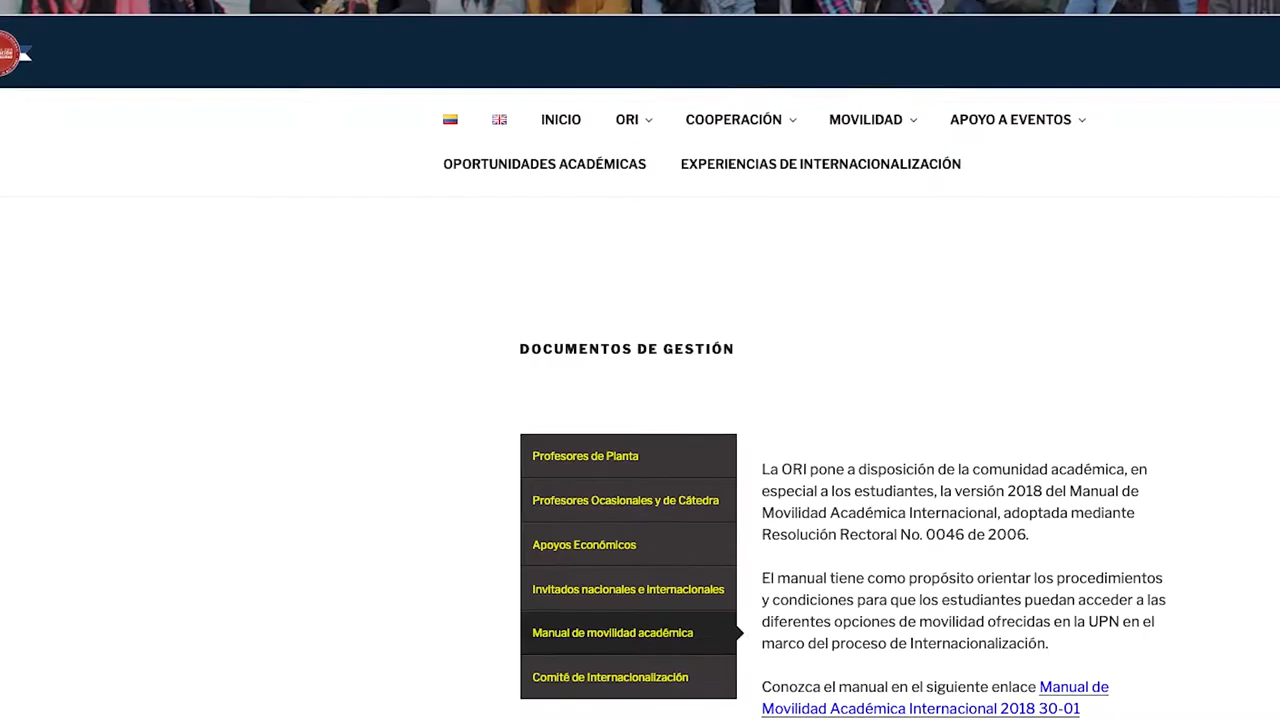 INICIO ORI COOPERACIÓN MOVILIDAD APOYO A EVENTOS
OPORTUNIDADES ACADÉMICAS EXPERIENCIAS DE INTERNACIONALIZACIÓN
DOCUMENTOS DE GESTIÓN
Profesores de Planta
Profesores Ocasionales y de Cátedra
Apoyos Económicos
Invitados nacionales e internacionales
Manual de movilidad académica
Comité de Internacionalización
La ORI pone a disposición de la comunidad académica, en
especial a los estudiantes, la versión 2018 del Manual de
Movilidad Académica Internacional, adoptada mediante
Resolución Rectoral No. 0046 de 2006.
El manual tiene como propósito orientar los procedimientos
y condiciones para que los estudiantes puedan acceder a las
diferentes opciones de movilidad ofrecidas en la UPN en el
marco del proceso de Internacionalización.
Conozca el manual en el siguiente enlace Manual de
Movilidad Académica Internacional 2018 30-01